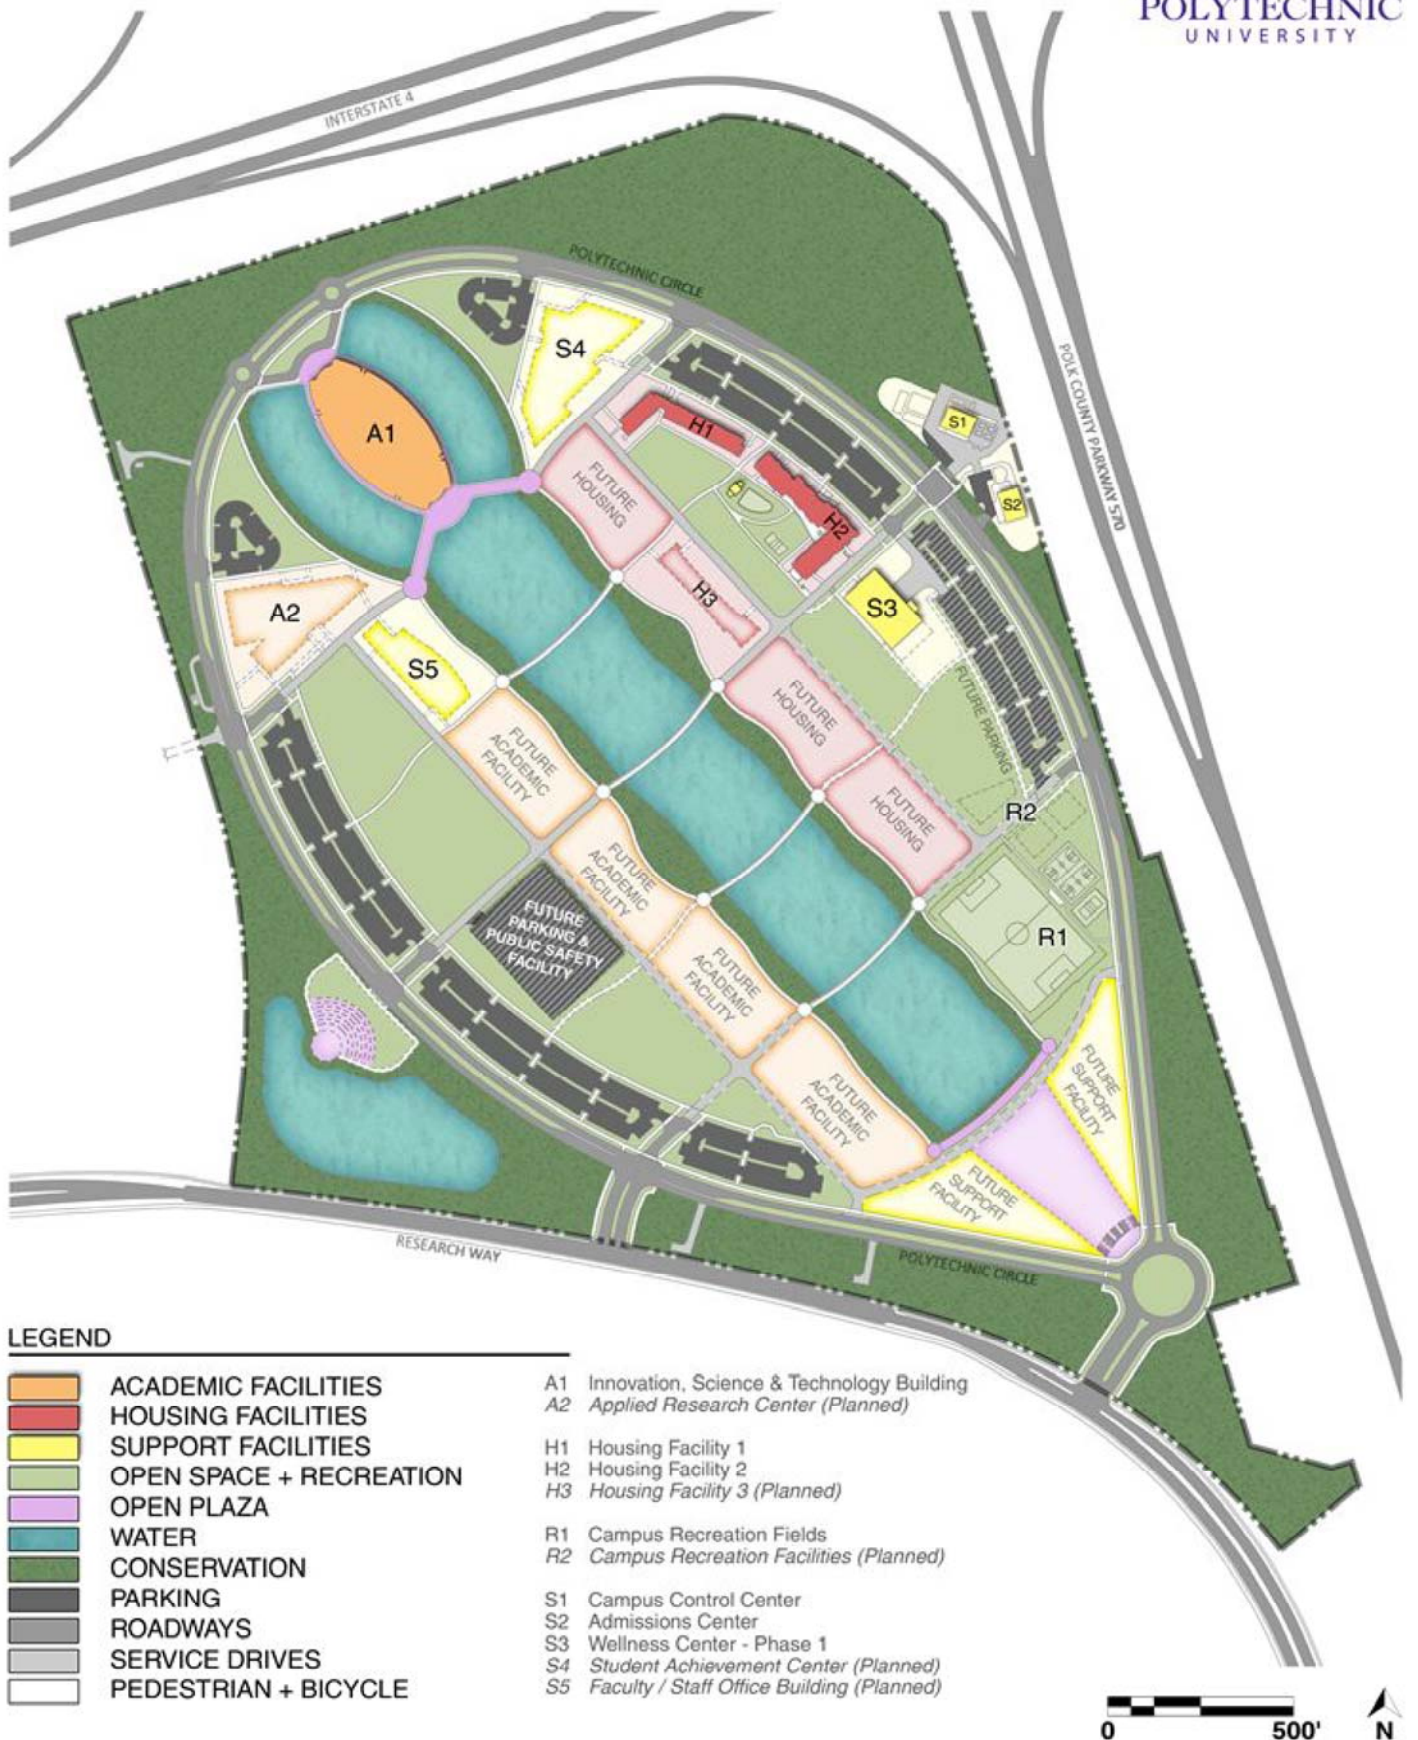 POLYTECHNIC
UNIVERSITY
INTERSTATE 4
POLYTECHNIC CIRCLE
POLK COUNTY PARKWAY 570
S4
A1
H1
S1
S2
FUTURE
HOUSING
H2
H3
S3
A2
S5
FUTURE
HOUSING
FUTURE PARKING
FUTURE
ACADEMIC
FACILITY
FUTURE
HOUSING
R2
FUTURE
ACADEMIC
FACILITY
FUTURE
PARKING &
PUBLIC SAFETY
FACILITY
R1
FUTURE
ACADEMIC
FACILITY
FUTURE
ACADEMIC
FACILITY
FUTURE
SUPPORT
FACILITY
FUTURE
SUPPORT
FACILITY
RESEARCH WAY
POLYTECHNIC CIRCLE
LEGEND
ACADEMIC FACILITIES
HOUSING FACILITIES
SUPPORT FACILITIES
OPEN SPACE + RECREATION
OPEN PLAZA
WATER
CONSERVATION
PARKING
ROADWAYS
SERVICE DRIVES
PEDESTRIAN + BICYCLE
A1 Innovation, Science & Technology Building
A2 Applied Research Center (Planned)
H1 Housing Facility 1
H2 Housing Facility 2
H3 Housing Facility 3 (Planned)
R1 Campus Recreation Fields
R2 Campus Recreation Facilities (Planned)
S1 Campus Control Center
S2 Admissions Center
S3 Wellness Center - Phase 1
S4 Student Achievement Center (Planned)
S5 Faculty / Staff Office Building (Planned)
0 500'
N